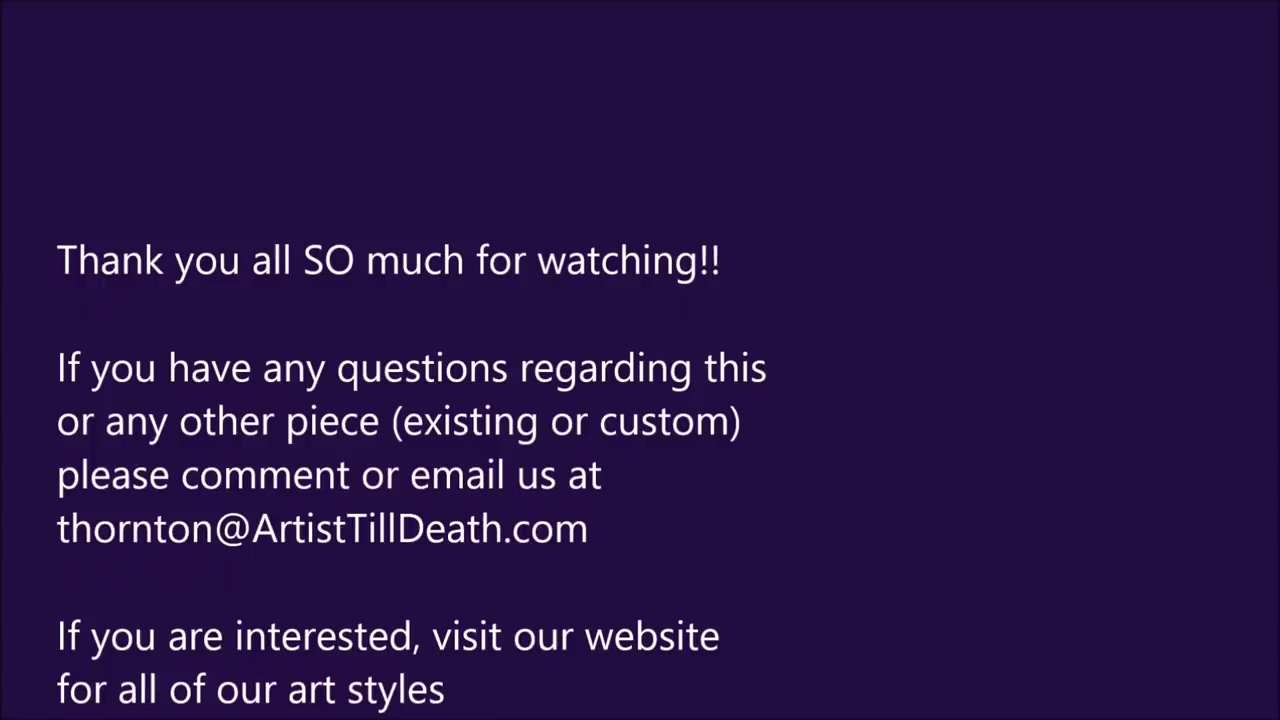 Thank you all SO much for watching!!
If you have any questions regarding this
or any other piece (existing or custom)
please comment or email us at
thornton@ArtistTillDeath.com
If you are interested, visit our website
for all of our art styles